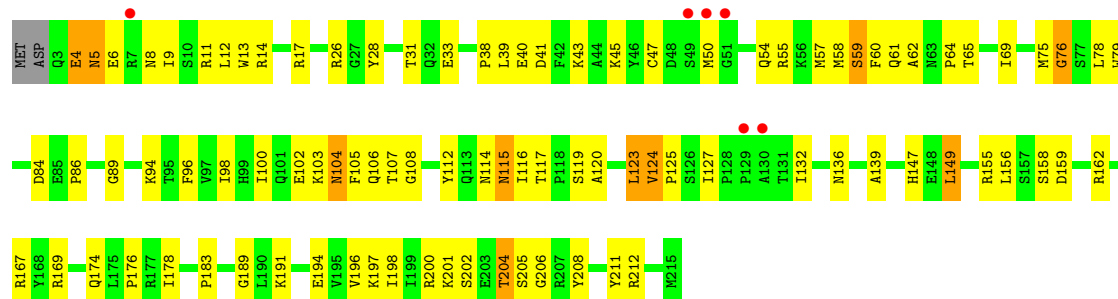 MET ASP Q3 E4 N5 E6 R7 N8 I9 S10 R11 L12 W13 R14 R17 R26 G27 Y28 T31 Q32 E33 P38 L39 E40 D41 F42 K43 A44 K45 Y46 C47 D48 S49 M50 G51 Q54 R55 K56 M57 M58 S59 F60 Q61 A62 N63 P64 T65 I69 M75 G76 S77 L78 W79
D84 E85 P86 G89 K94 T95 F96 V97 I98 H99 I100 Q101 E102 K103 N104 F105 Q106 T107 G108 Y112 Q113 N114 N115 I116 T117 P118 S119 A120 L123 V124 P125 S126 I127 P128 P129 A130 T131 I132 N136 A139 H147 E148 L149 R155 L156 S157 S158 D159 R162
R167 Y168 R169 Q174 L175 P176 R177 I178 P183 G189 L190 K191 E194 V195 V196 K197 I198 I199 R200 K201 S202 E203 T204 S205 G206 R207 Y208 Y211 R212 M215